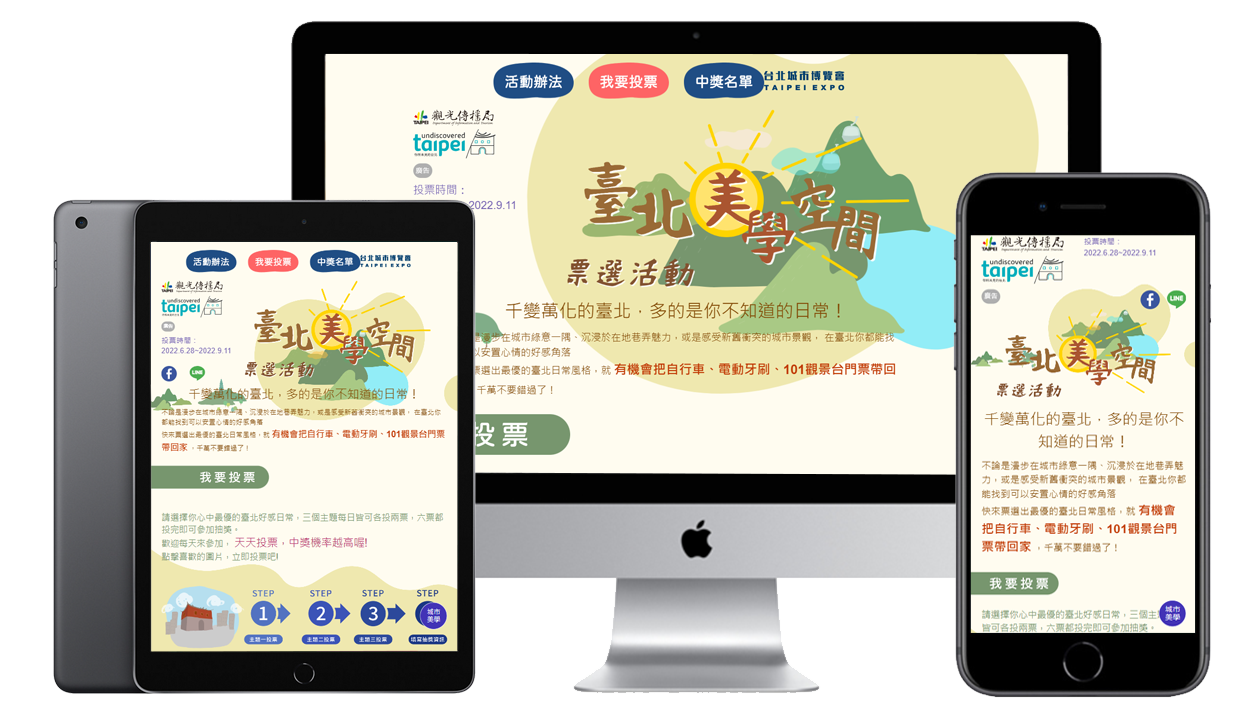 活動辦法
我要投票
中獎名單
台北城市博覽會
TAIPEI EXPO
TAIPEI 觀光傳播局
Department of Information and Tourism
undiscovered
taipei
廣告
投票時間：
2022.9.11
臺北美學空間
票選活動
千變萬化的臺北，多的是你不知道的日常！
是漫步在城市綠意一隅、沉浸於在地巷弄魅力，或是感受新舊衝突的城市景觀， 在臺北你都能找
以安置心情的好感角落
票選出最優的臺北日常風格，就 有機會把自行車、電動牙刷、101觀景台門票帶回
千萬不要錯過了！
投票
活動辦法
我要投票
中獎名單
台北城市博覽會
TAIPEI EXPO
TAIPEI 觀光傳播局
undiscovered
taipei
廣告
投票時間：
2022.6.28~2022.9.11
LINE
臺北美學空間
票選活動
千變萬化的臺北，多的是你不知道的日常！
不論是漫步在城市綠意一隅、沉浸於在地巷弄魅力，或是感受新舊衝突的城市景觀， 在臺北你
都能找到可以安置心情的好感角落
快來票選出最優的臺北日常風格，就 有機會把自行車、電動牙刷、101觀景台門票
帶回家 ，千萬不要錯過了！
我要投票
請選擇你心中最優的臺北好感日常，三個主題每日皆可各投兩票，六票都
投完即可參加抽獎。
歡迎每天來參加， 天天投票，中獎機率越高喔!
點擊喜歡的圖片，立即投票吧!
STEP STEP STEP STEP
1 2 3
城市
美學
主題一投票 主題二投票 主題三投票 填寫抽獎資訊
TAIPEI 觀光傳播局
Department of Information and Tourism
投票時間：
2022.6.28~2022.9.11
undiscovered
taipei
廣告
LINE
臺北美學空間
票選活動
千變萬化的臺北，多的是你不
知道的日常！
不論是漫步在城市綠意一隅、沉浸於在地巷弄魅
力，或是感受新舊衝突的城市景觀， 在臺北你都
能找到可以安置心情的好感角落
快來票選出最優的臺北日常風格，就 有機會
把自行車、電動牙刷、101觀景台門
票帶回家 ，千萬不要錯過了！
我要投票
請選擇你心中最優的臺北好感日常，三個主
皆可各投兩票，六票都投完即可參加抽獎。
城市
美學